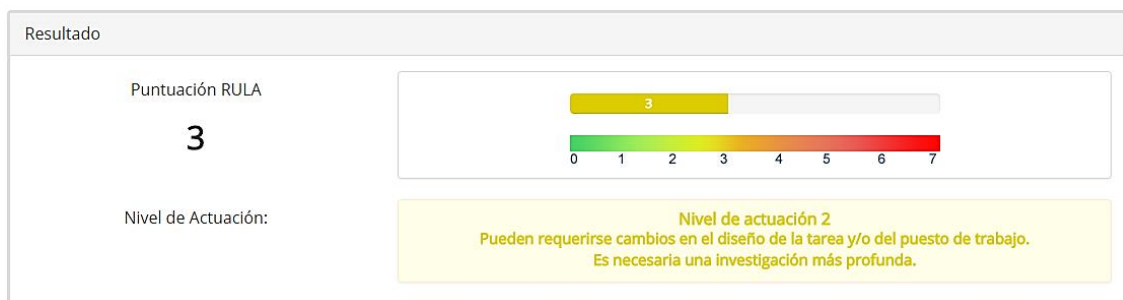 Resultado
Puntuación RULA
3
3
0 1 2 3 4 5 6 7
Nivel de Actuación:
Nivel de actuación 2
Pueden requerirse cambios en el diseño de la tarea y/o del puesto de trabajo.
Es necesaria una investigación más profunda.